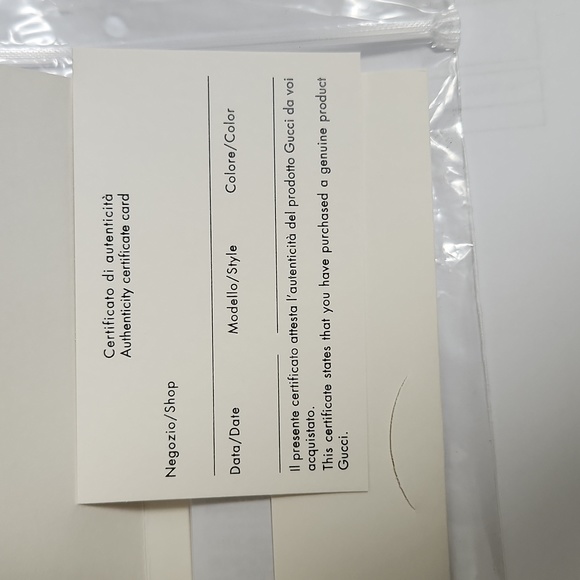 Certificato di autenticità
Authenticity certificate card
Negozio/Shop
Data/Date Modello/Style Colore/Color
Il presente certificato attesta l'autenticità del prodotto Gucci da voi
acquistato.
This certificate states that you have purchased a genuine product
Gucci.